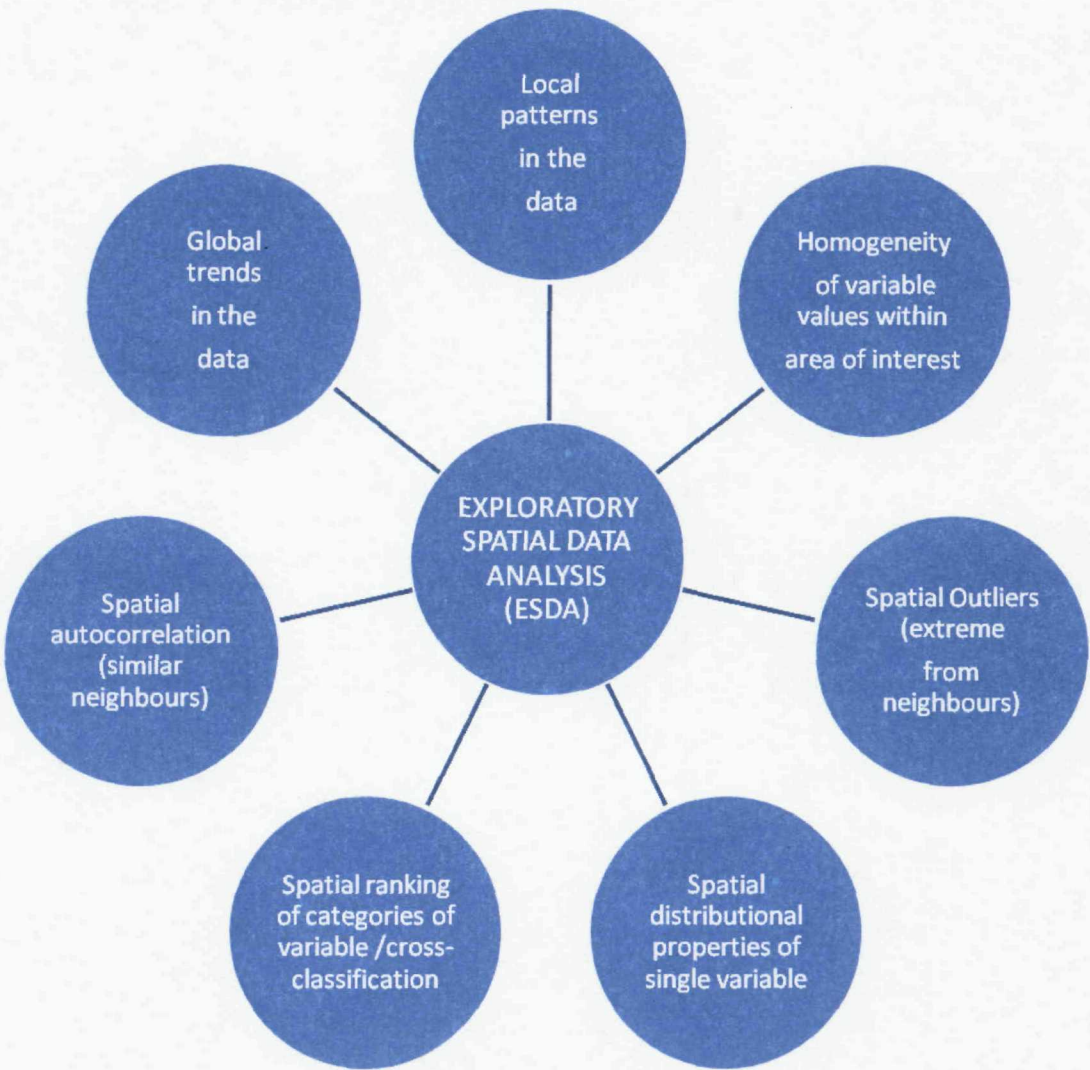 Local
patterns
in the
data
Homogeneity
of variable
values within
area of interest
Spatial Outliers
(extreme
from
neighbours)
Spatial
distributional
properties of
single variable
Spatial ranking
of categories of
variable /cross-
classification
Spatial
autocorrelation
(similar
neighbours)
Global
trends
in the
data
EXPLORATORY
SPATIAL DATA
ANALYSIS
(ESDA)